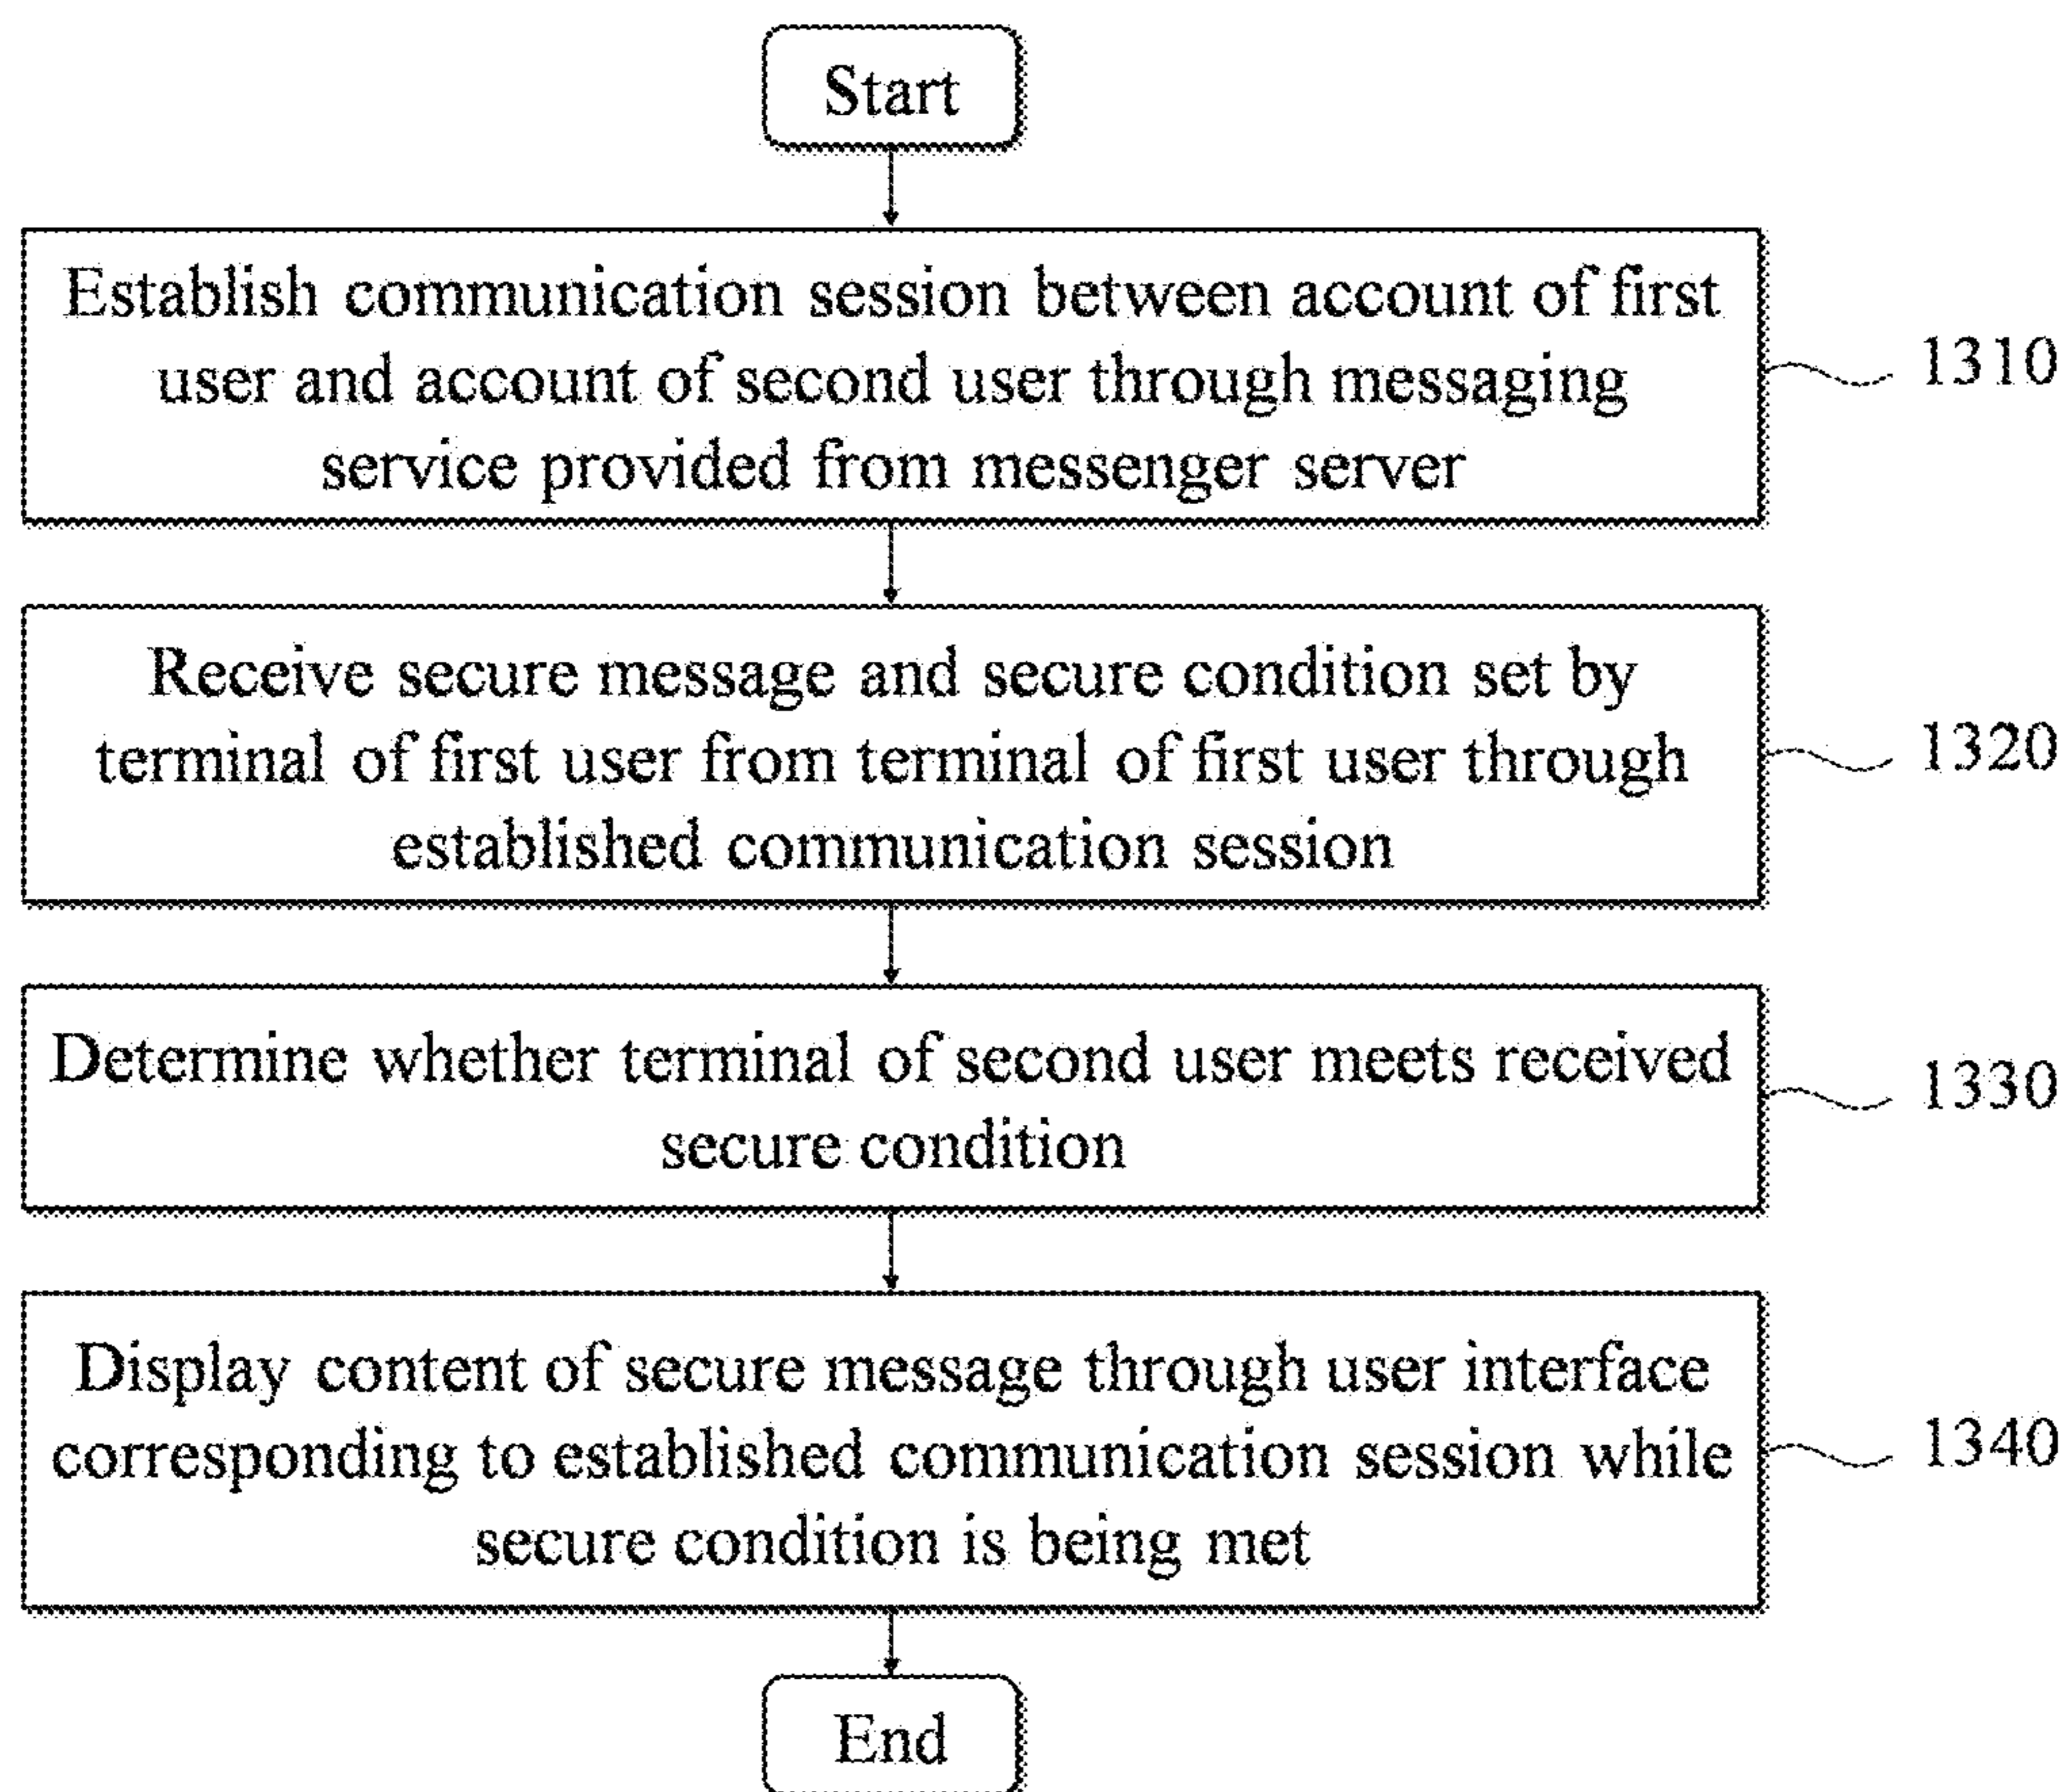 Start
Establish communication session between account of first
user and account of second user through messaging
service provided from messenger server
1310
Receive secure message and secure condition set by
terminal of first user from terminal of first user through
established communication session
1320
Determine whether terminal of second user meets received
secure condition
1330
Display content of secure message through user interface
corresponding to established communication session while
secure condition is being met
1340
End